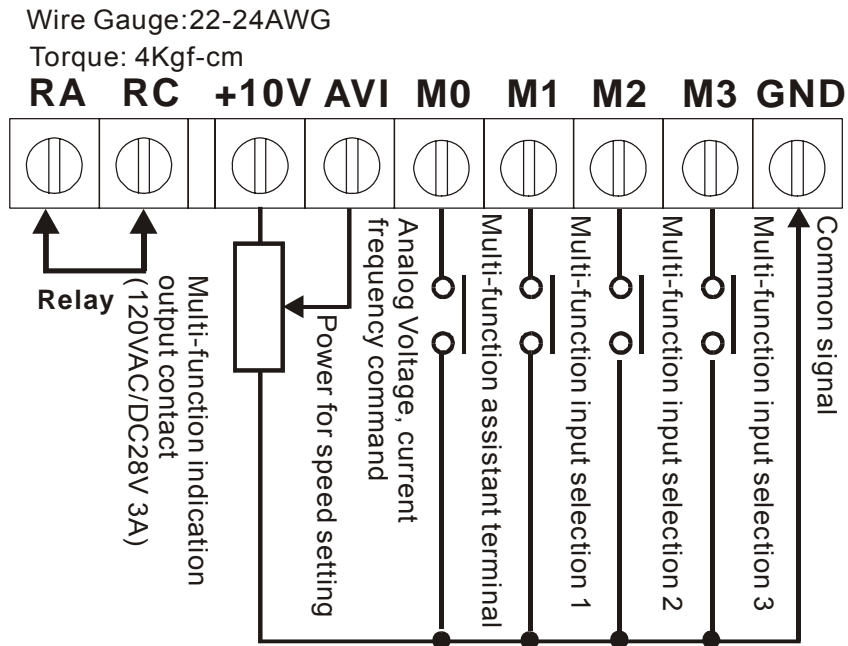 Wire Gauge:22-24AWG
Torque: 4Kgf-cm
RA RC +10V AVI M0 M1 M2 M3 GND
Relay
Multi-function indication
output contact
(120VAC/DC28V 3A)
Power for speed setting
Analog Voltage, current
frequency command
Multi-function assistant terminal
Multi-function input selection 1
Multi-function input selection 2
Multi-function input selection 3
Common signal